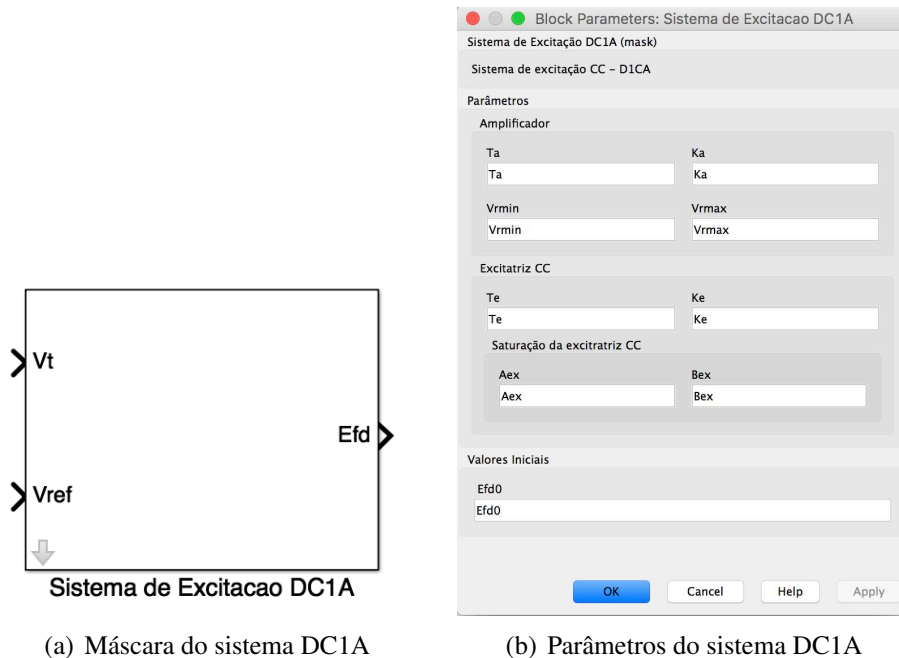 Vt
Efd
Vref
Sistema de Excitacao DC1A
(a) Máscara do sistema DC1A
Block Parameters: Sistema de Excitacao DC1A
Sistema de Excitação DC1A (mask)
Sistema de excitação CC – D1CA
Parâmetros
Amplificador
Ta Ka
Ta Ka
Vrmin Vrmax
Vrmin Vrmax
Excitatriz CC
Te Ke
Te Ke
Saturação da excitratriz CC
Aex Bex
Aex Bex
Valores Iniciais
Efd0
Efd0
OK Cancel Help Apply
(b) Parâmetros do sistema DC1A